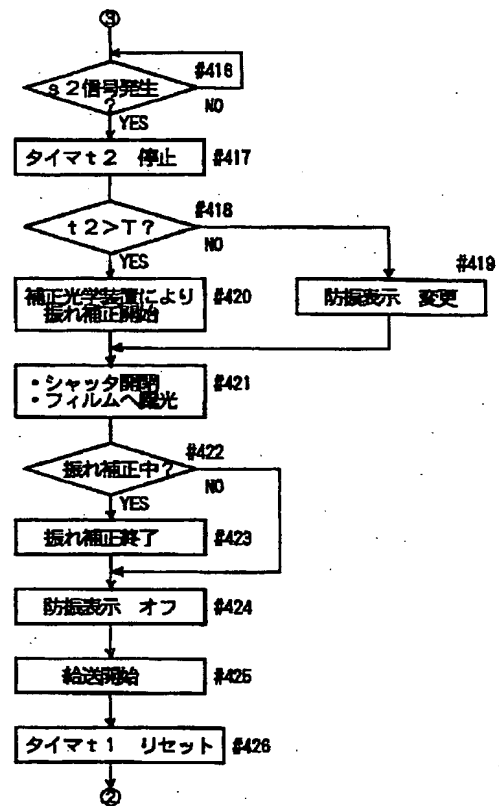 ③
#416
s2信号発生
?
NO
YES
タイマt2 停止 #417
#418
t2>T?
NO
YES
#419
補正光学装置により
振れ補正開始
#420
防振表示 変更
・シャッタ開閉
・フィルムへ露光
#421
#422
振れ補正中?
NO
YES
振れ補正終了 #423
防振表示 オフ #424
給送開始 #425
タイマt1 リセット #426
②